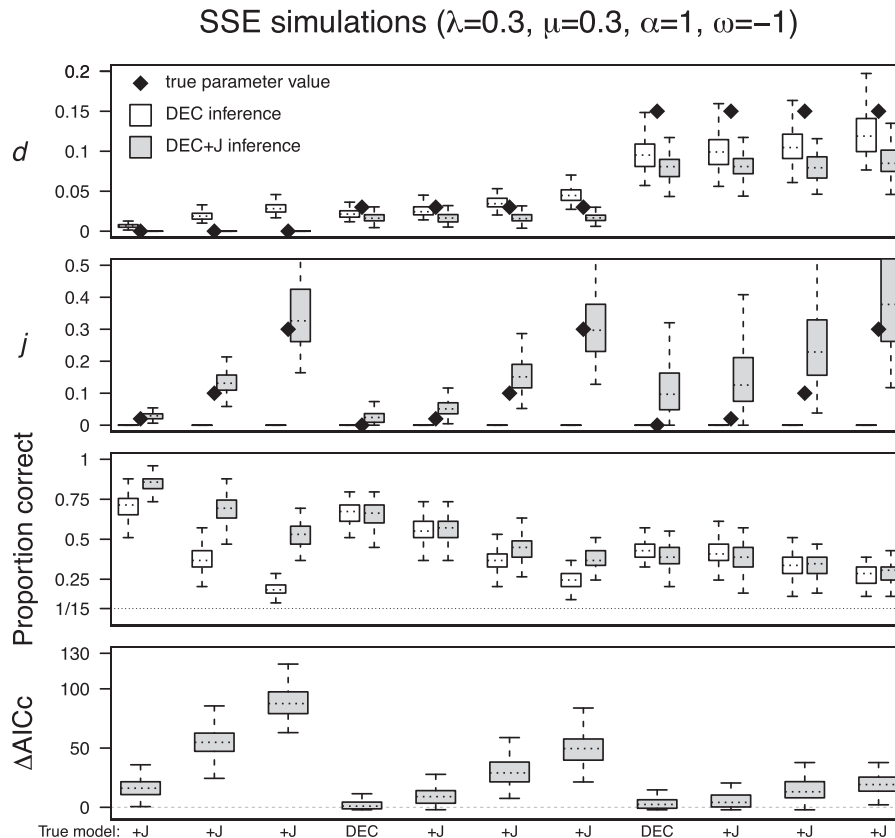 SSE simulations (λ=0.3, μ=0.3, α=1, ω=−1)
true parameter value
DEC inference
DEC+J inference
d
0.2
0.15
0.1
0.05
0
j
0.5
0.4
0.3
0.2
0.1
0
Proportion correct
1
0.75
0.5
0.25
1/15
ΔAICc
130
100
50
0
True model: +J +J +J DEC +J +J +J DEC +J +J +J